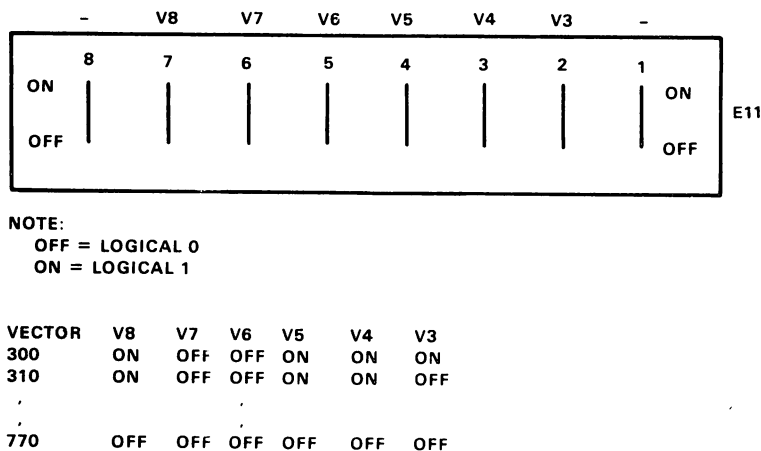 - V8 V7 V6 V5 V4 V3 -
8 7 6 5 4 3 2 1
ON ON
E11
OFF OFF
NOTE:
OFF = LOGICAL 0
ON = LOGICAL 1
VECTOR V8 V7 V6 V5 V4 V3
300 ON OFF OFF ON ON ON
310 ON OFF OFF ON ON OFF
770 OFF OFF OFF OFF OFF OFF